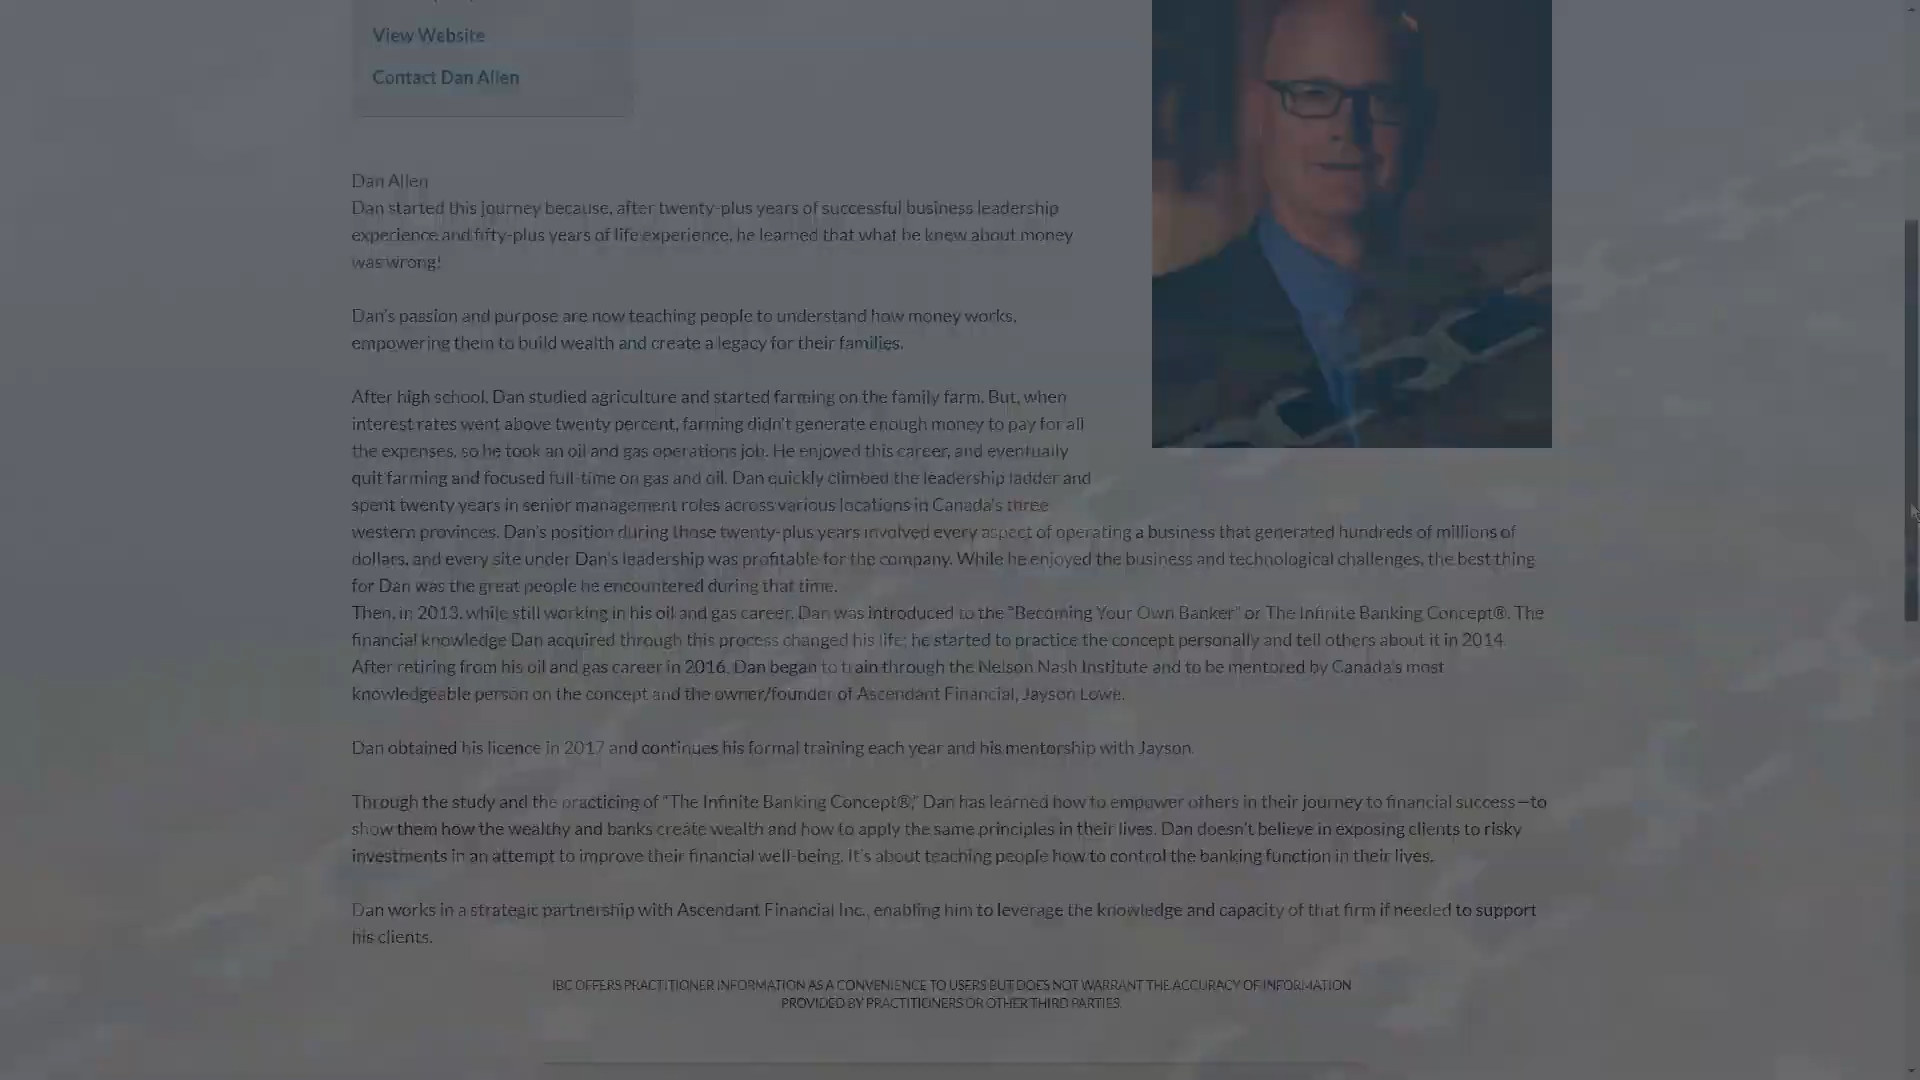 View Website
Contact Dan Allen
Dan Allen
Dan started this journey because, after twenty-plus years of successful business leadership
experience and fifty-plus years of life experience, he learned that what he knew about money
was wrong!
Dan's passion and purpose are now teaching people to understand how money works,
empowering them to build wealth and create a legacy for their families.
After high school, Dan studied agriculture and started farming on the family farm. But, when
interest rates went above twenty percent, farming didn't generate enough money to pay for all
the expenses, so he took an oil and gas operations job. He enjoyed this career, and eventually
quit farming and focused full-time on gas and oil. Dan quickly climbed the leadership ladder and
spent twenty years in senior management roles across various locations in Canada's three
western provinces. Dan's position during those twenty-plus years involved every aspect of operating a business that generated hundreds of millions of
dollars, and every site under Dan's leadership was profitable for the company. While he enjoyed the business and technological challenges, the best thing
for Dan was the great people he encountered during that time.
Then, in 2013, while still working in his oil and gas career, Dan was introduced to the "Becoming Your Own Banker" or The Infinite Banking Concept®. The
financial knowledge Dan acquired through this process changed his life; he started to practice the concept personally and tell others about it in 2014.
After retiring from his oil and gas career in 2016, Dan began to train through the Nelson Nash Institute and to be mentored by Canada's most
knowledgeable person on the concept and the owner/founder of Ascendant Financial, Jayson Lowe.
Dan obtained his licence in 2017 and continues his formal training each year and his mentorship with Jayson.
Through the study and the practicing of "The Infinite Banking Concept®," Dan has learned how to empower others in their journey to financial success—to
show them how the wealthy and banks create wealth and how to apply the same principles in their lives. Dan doesn't believe in exposing clients to risky
investments in an attempt to improve their financial well-being. It's about teaching people how to control the banking function in their lives.
Dan works in a strategic partnership with Ascendant Financial Inc., enabling him to leverage the knowledge and capacity of that firm if needed to support
his clients.
IBC OFFERS PRACTITIONER INFORMATION AS A CONVENIENCE TO USERS BUT DOES NOT WARRANT THE ACCURACY OF INFORMATION
PROVIDED BY PRACTITIONERS OR OTHER THIRD PARTIES.